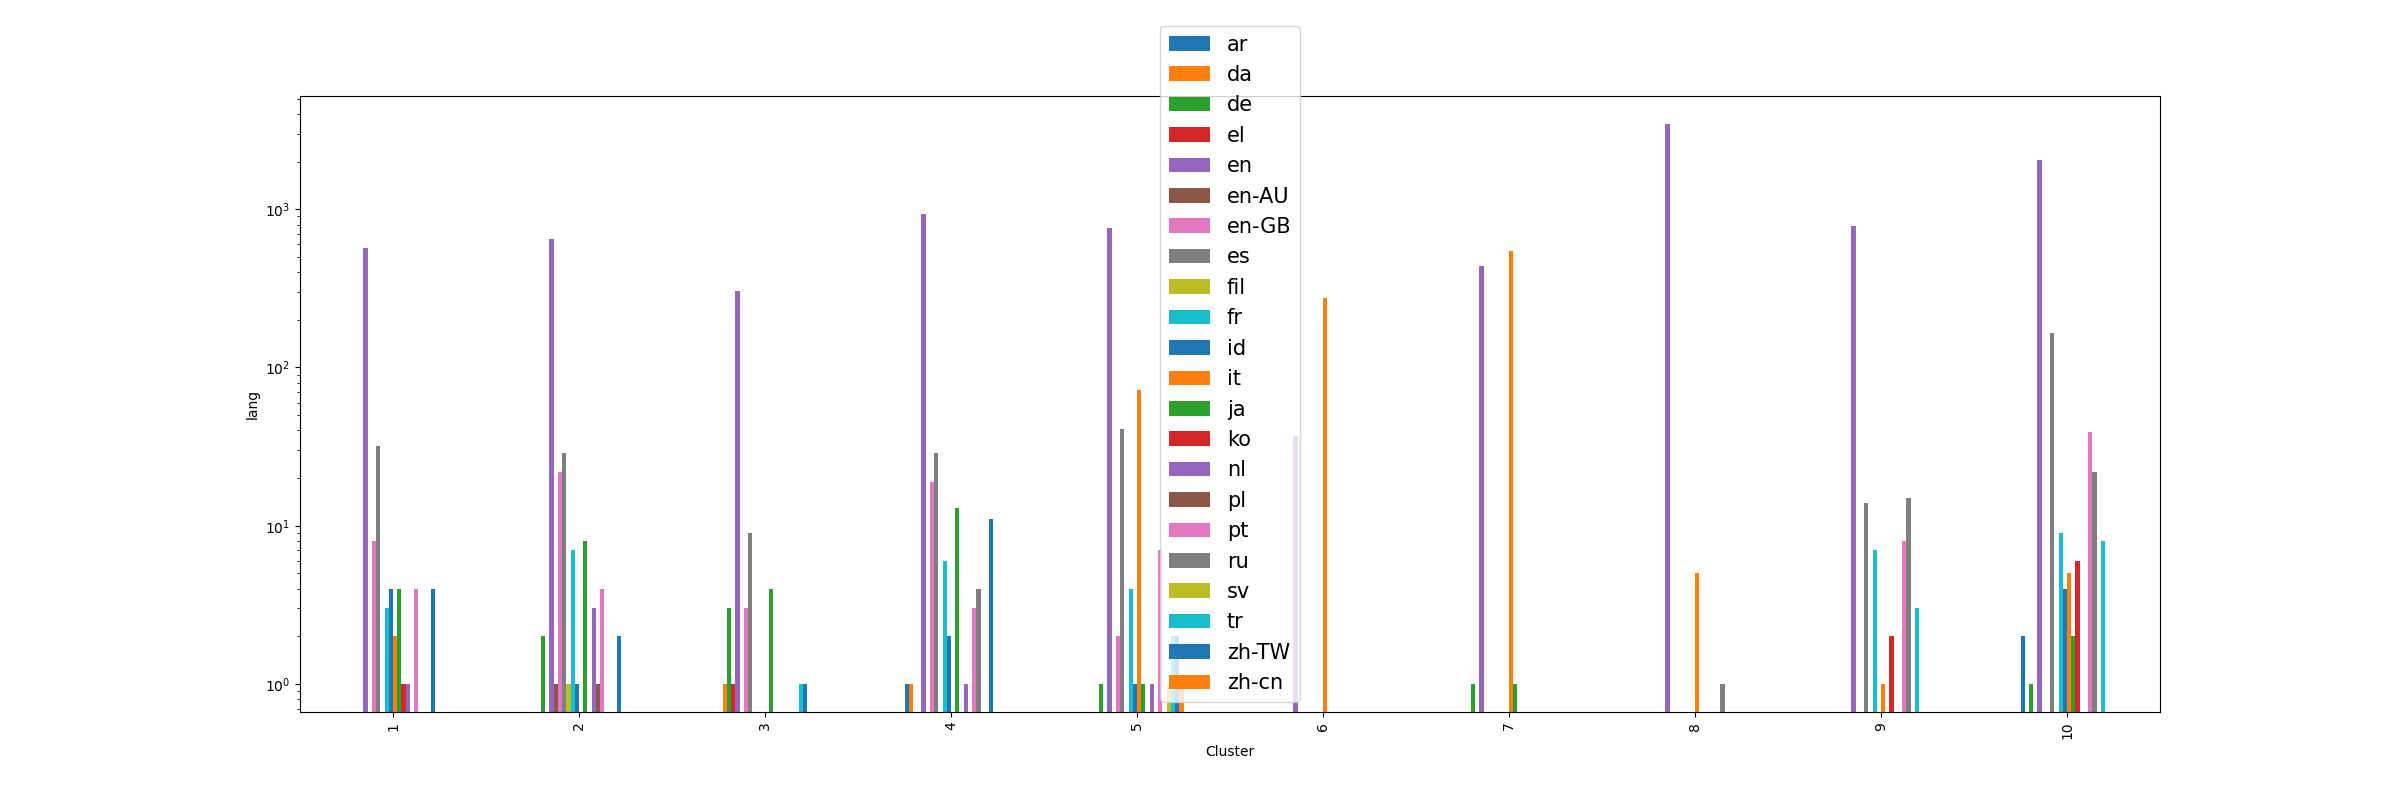 ar
da
de
el
en
en-AU
en-GB
es
fil
fr
id
it
ja
ko
nl
pl
pt
ru
sv
tr
zh-TW
zh-cn
10³
10²
10¹
10⁰
lang
1 2 3 4 5 6 7 8 9 10
Cluster